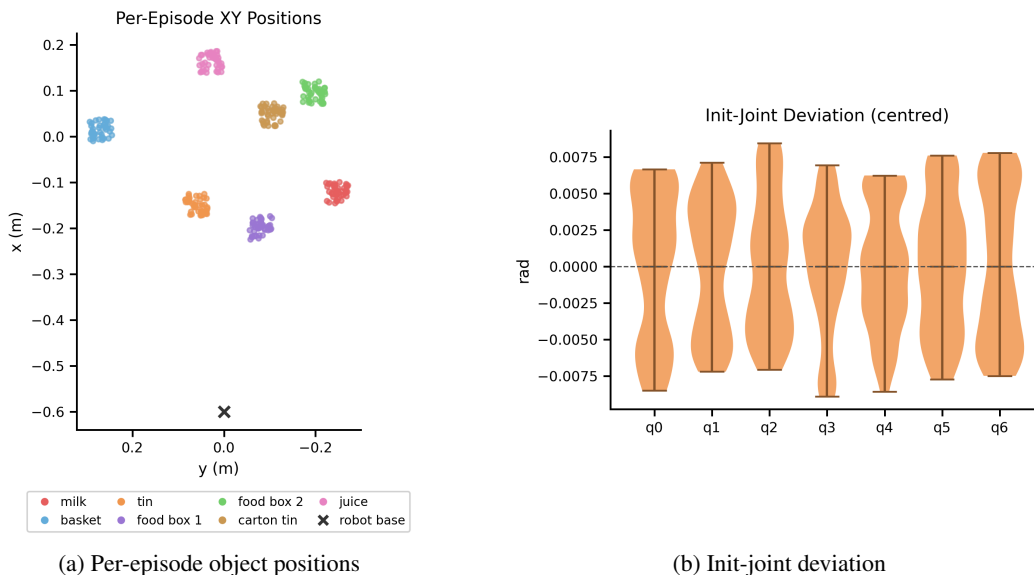 Per-Episode XY Positions
0.2
0.1
0.0
−0.1
−0.2
−0.3
−0.4
−0.5
−0.6
x (m)
0.2 0.0 −0.2
y (m)
milk tin food box 2 juice
basket food box 1 carton tin robot base
(a) Per-episode object positions
Init-Joint Deviation (centred)
0.0075
0.0050
0.0025
0.0000
−0.0025
−0.0050
−0.0075
rad
q0 q1 q2 q3 q4 q5 q6
(b) Init-joint deviation